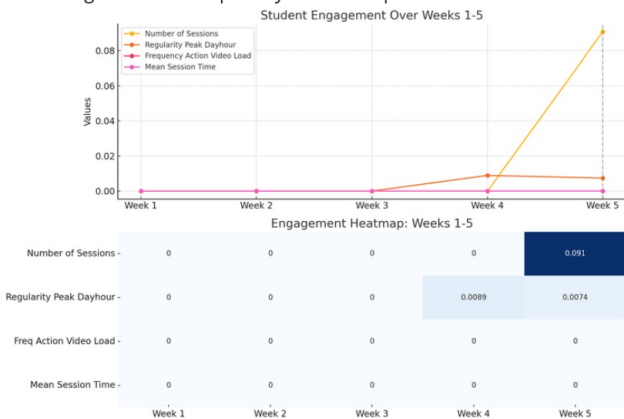 Student Engagement Over Weeks 1-5
Number of Sessions
Regularity Peak Dayhour
Frequency Action Video Load
Mean Session Time
Values
0.08
0.06
0.04
0.02
0.00
Week 1 Week 2 Week 3 Week 4 Week 5
Engagement Heatmap: Weeks 1-5
Number of Sessions 0 0 0 0 0.091
Regularity Peak Dayhour 0 0 0 0.0089 0.0074
Freq Action Video Load 0 0 0 0 0
Mean Session Time 0 0 0 0 0
Week 1 Week 2 Week 3 Week 4 Week 5